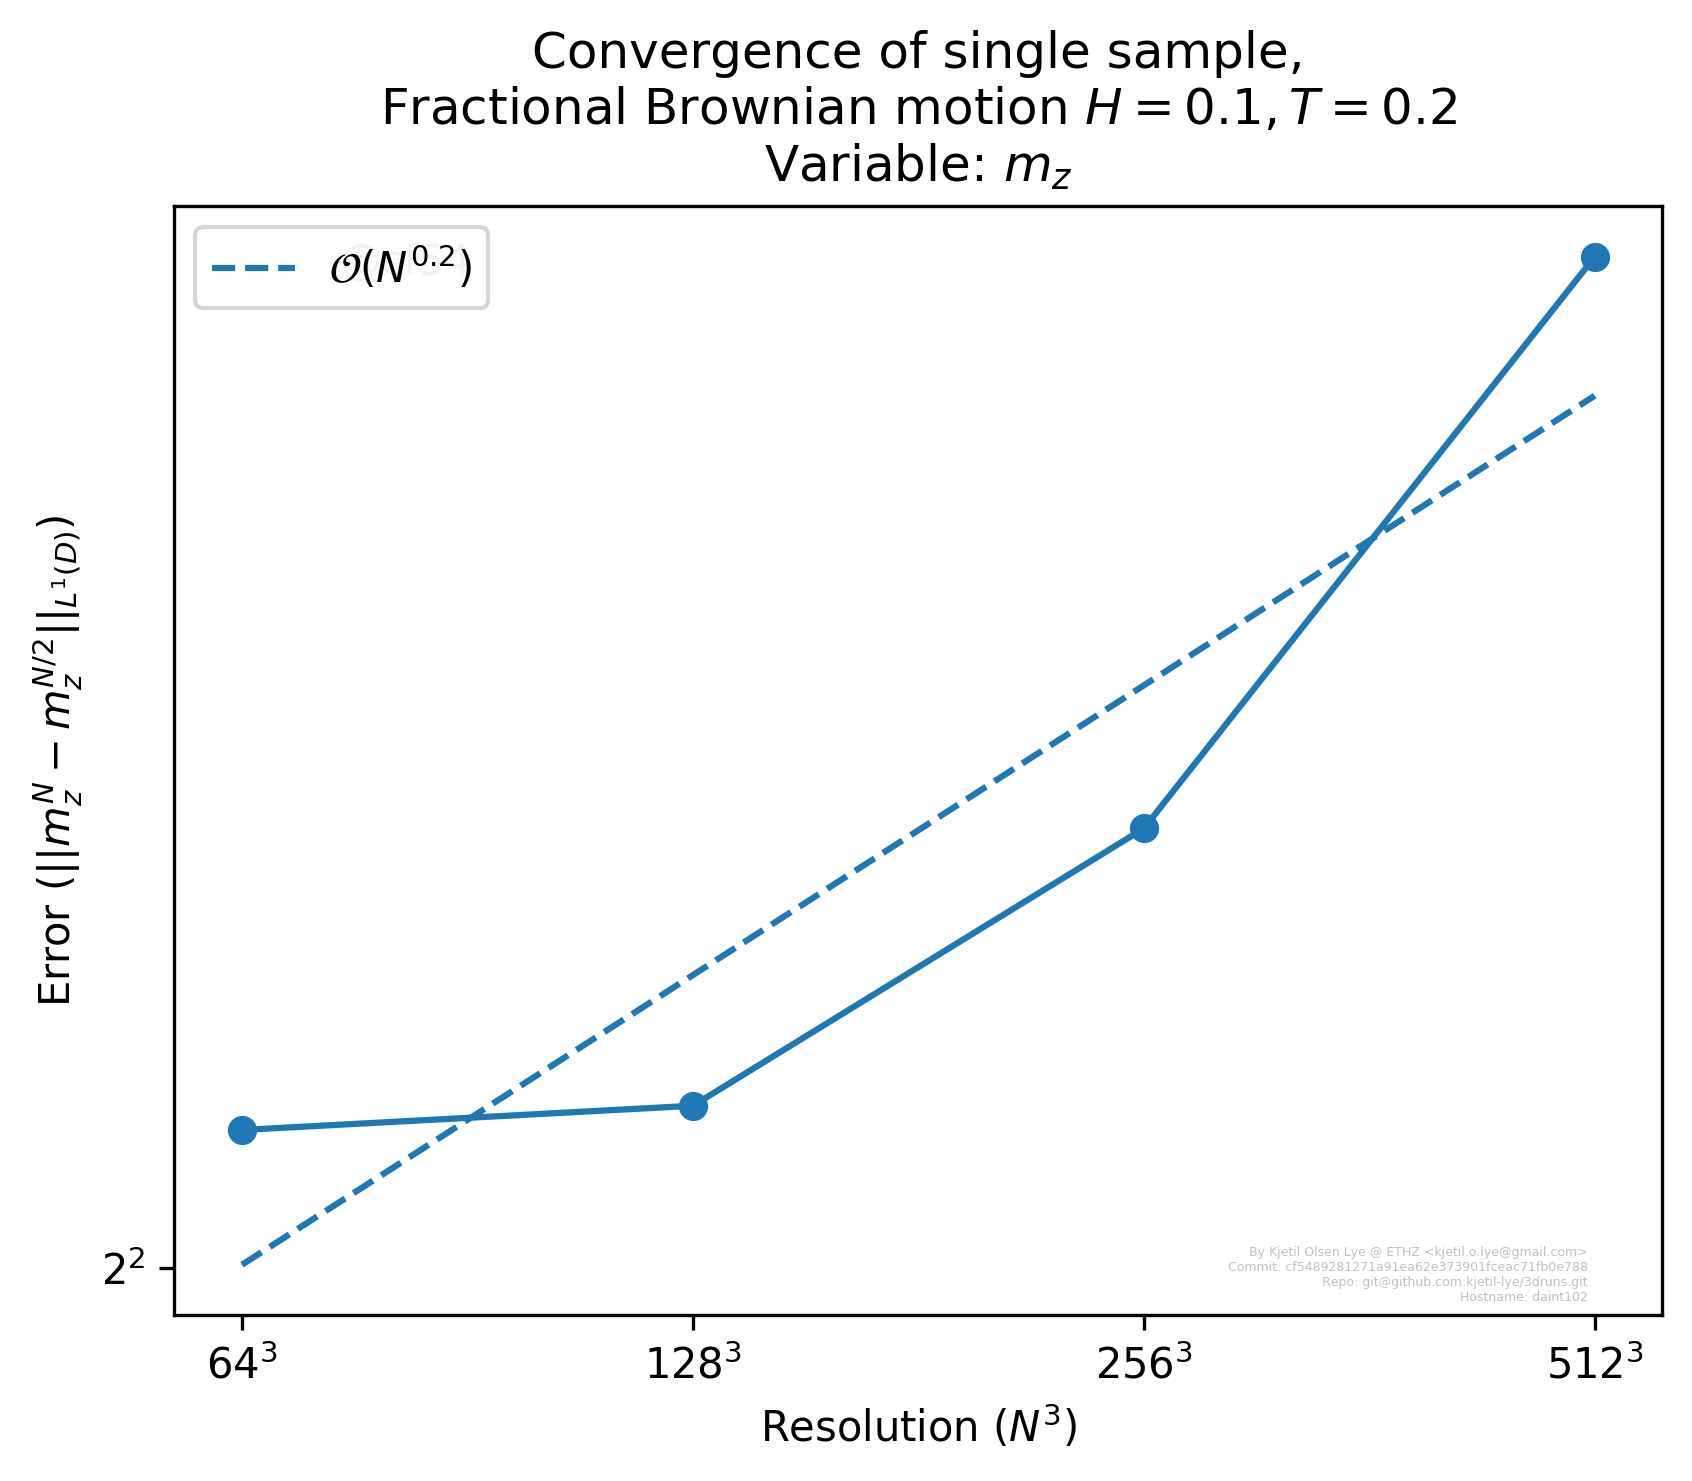 Convergence of single sample,
Fractional Brownian motion H = 0.1, T = 0.2
Variable: m_z
O(N^0.2)
Error (||m_z^N − m_z^{N/2}||_{L^1(D)})
2^2
By Kjetil Olsen Lye @ ETHZ <kjetil.o.lye@gmail.com>
Commit: cf5489281271a91ea62e373901fceac71fb0e788
Repo: git@github.com:kjetil-lye/3druns.git
Hostname: daint102
64^3 128^3 256^3 512^3
Resolution (N^3)